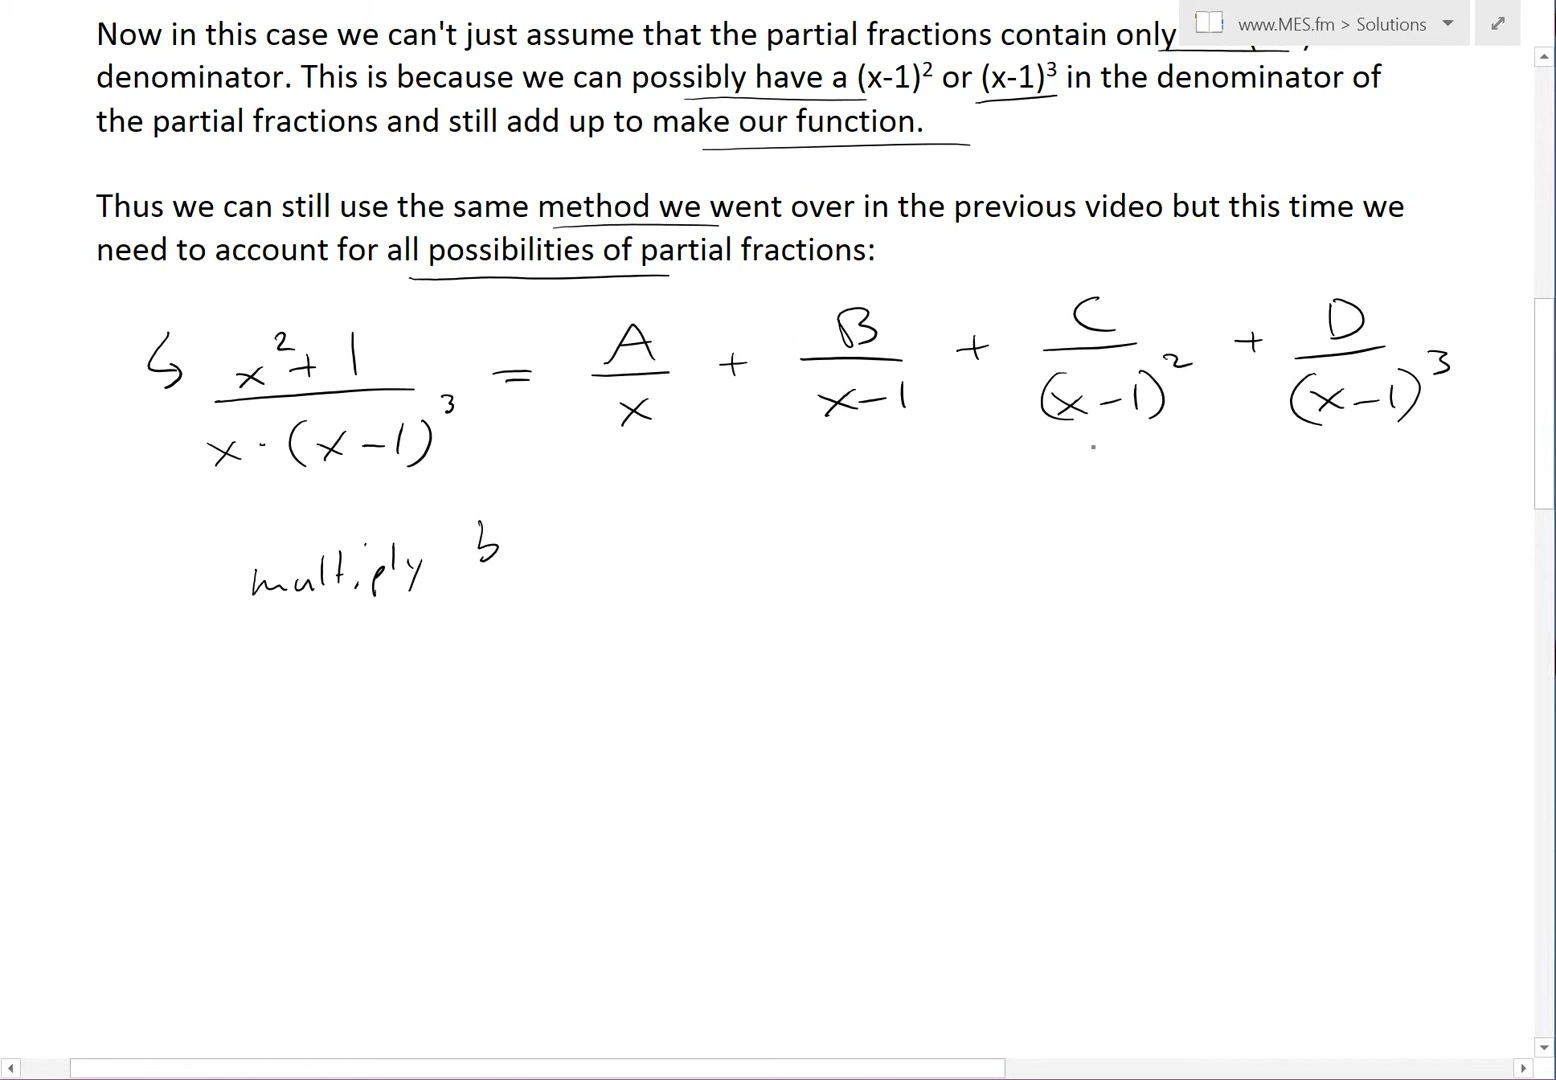 www.MES.fm > Solutions
Now in this case we can't just assume that the partial fractions contain only
denominator. This is because we can possibly have a (x-1)² or (x-1)³ in the denominator of
the partial fractions and still add up to make our function.
Thus we can still use the same method we went over in the previous video but this time we
need to account for all possibilities of partial fractions:
↳ (x² + 1)/(x · (x-1)³) = A/x + B/(x-1) + C/(x-1)² + D/(x-1)³
multiply b